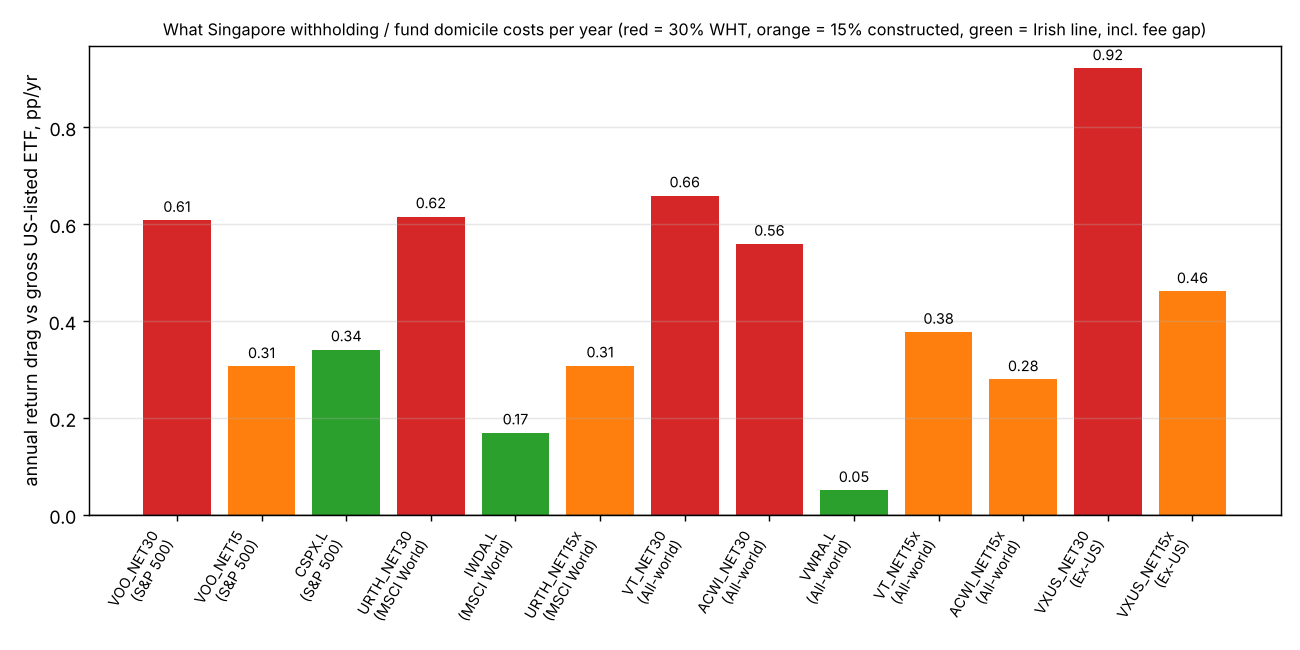 What Singapore withholding / fund domicile costs per year (red = 30% WHT, orange = 15% constructed, green = Irish line, incl. fee gap)
annual return drag vs gross US-listed ETF, pp/yr
0.8
0.6
0.4
0.2
0.0
0.61
0.31
0.34
0.62
0.17
0.31
0.66
0.56
0.05
0.38
0.28
0.92
0.46
VOO_NET30
(S&P 500)
VOO_NET15
(S&P 500)
CSPX.L
(S&P 500)
URTH_NET30
(MSCI World)
IWDA.L
(MSCI World)
URTH_NET15x
(MSCI World)
VT_NET30
(All-world)
ACWI_NET30
(All-world)
VWRA.L
(All-world)
VT_NET15x
(All-world)
ACWI_NET15x
(All-world)
VXUS_NET30
(Ex-US)
VXUS_NET15x
(Ex-US)